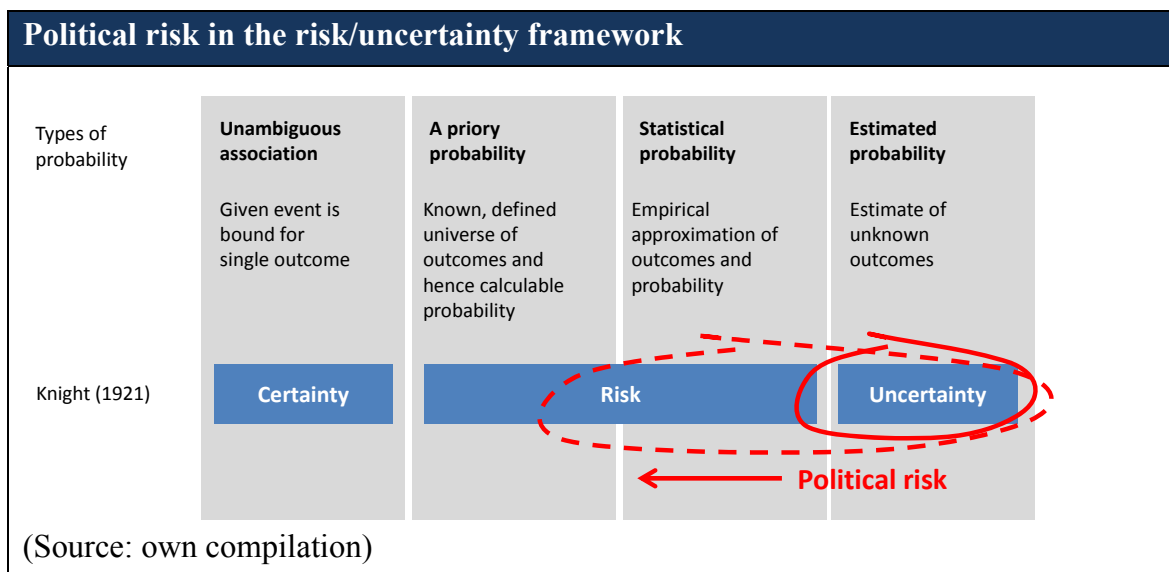 Political risk in the risk/uncertainty framework
Types of
probability
Unambiguous
association
A priory
probability
Statistical
probability
Estimated
probability
Given event is
bound for
single outcome
Known, defined
universe of
outcomes and
hence calculable
probability
Empirical
approximation of
outcomes and
probability
Estimate of
unknown
outcomes
Knight (1921)
Certainty
Risk
Uncertainty
Political risk
(Source: own compilation)